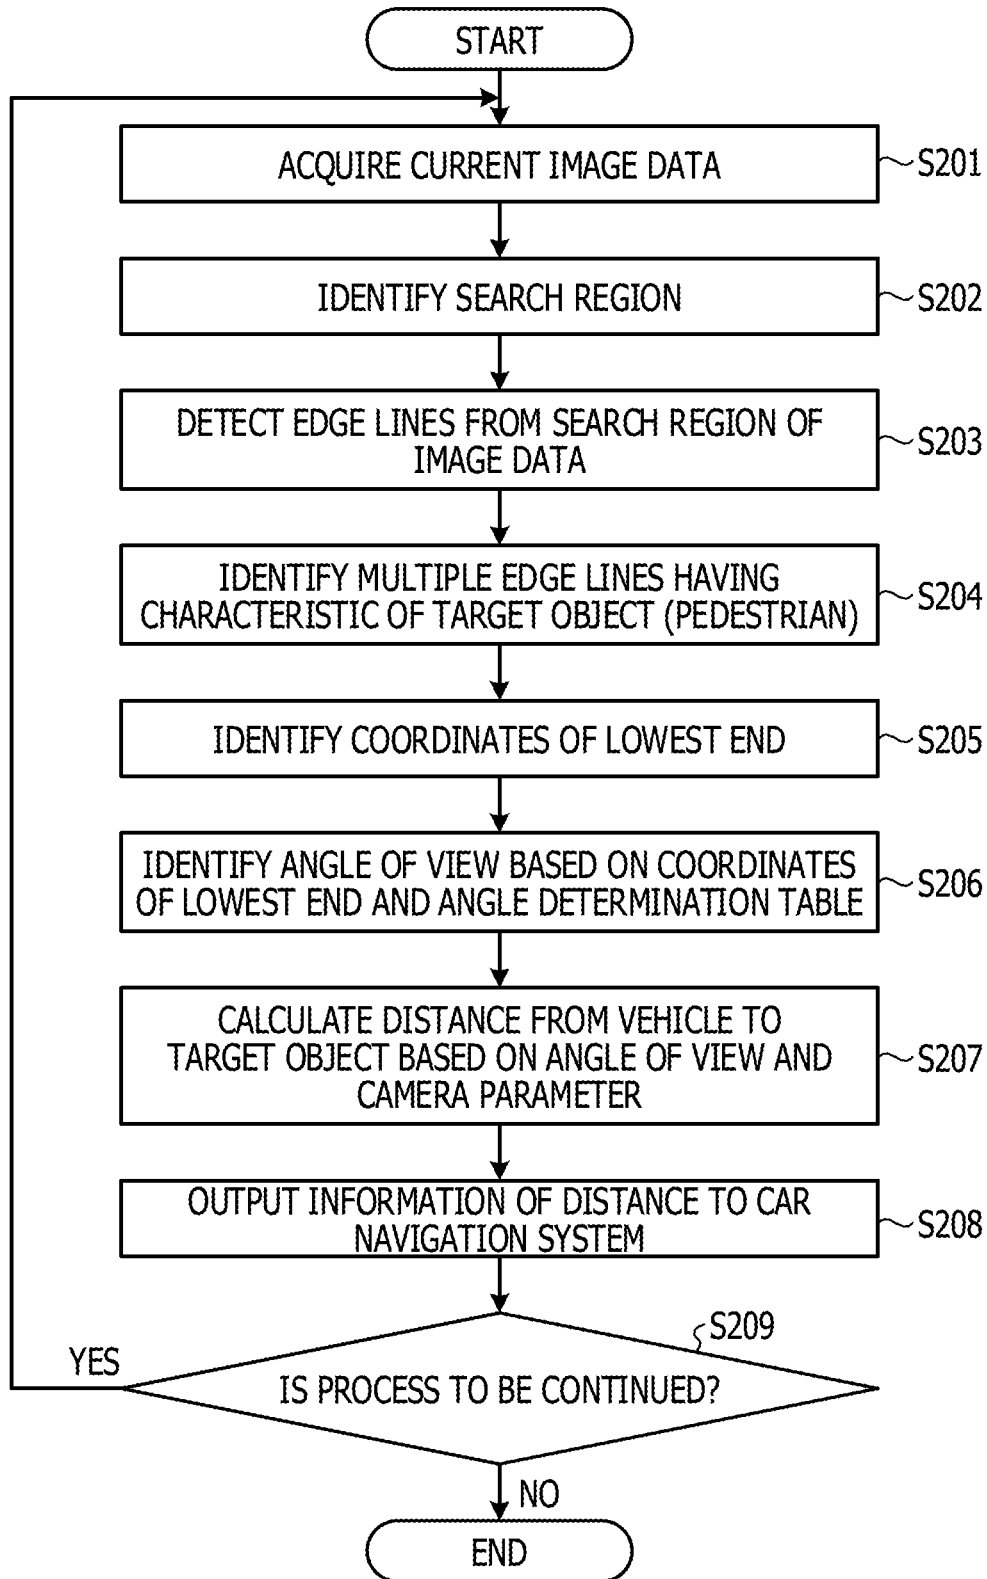 START
ACQUIRE CURRENT IMAGE DATA
S201
IDENTIFY SEARCH REGION
S202
DETECT EDGE LINES FROM SEARCH REGION OF
IMAGE DATA
S203
IDENTIFY MULTIPLE EDGE LINES HAVING
CHARACTERISTIC OF TARGET OBJECT (PEDESTRIAN)
S204
IDENTIFY COORDINATES OF LOWEST END
S205
IDENTIFY ANGLE OF VIEW BASED ON COORDINATES
OF LOWEST END AND ANGLE DETERMINATION TABLE
S206
CALCULATE DISTANCE FROM VEHICLE TO
TARGET OBJECT BASED ON ANGLE OF VIEW AND
CAMERA PARAMETER
S207
OUTPUT INFORMATION OF DISTANCE TO CAR
NAVIGATION SYSTEM
S208
S209
YES
IS PROCESS TO BE CONTINUED?
NO
END